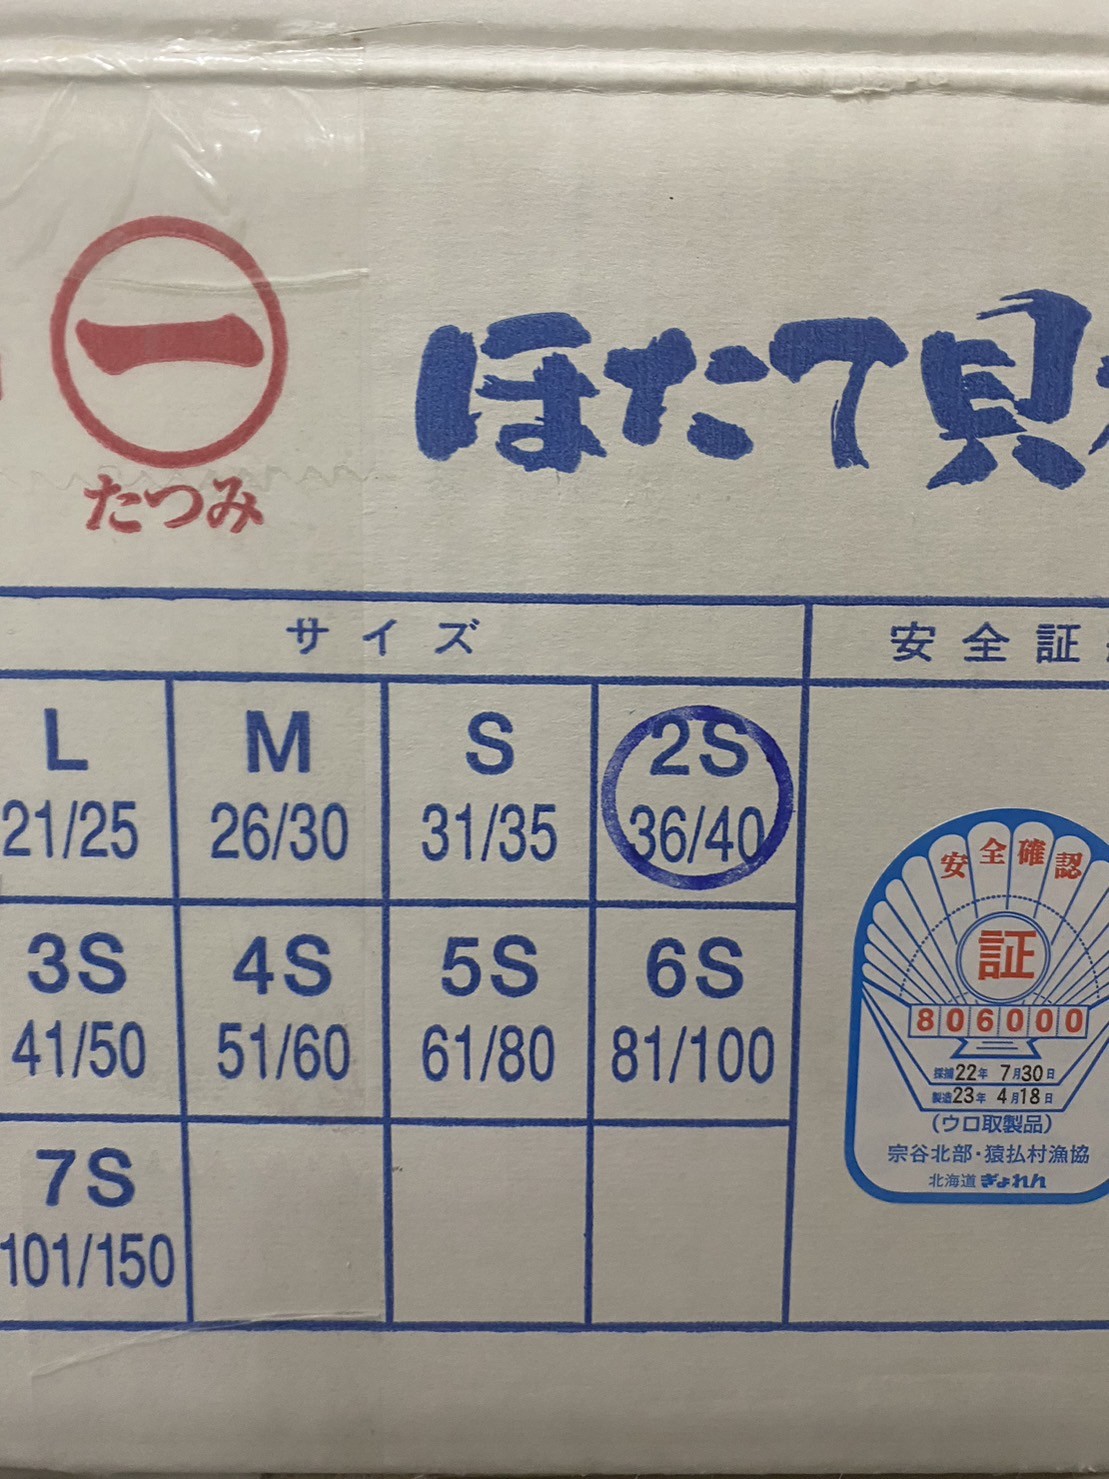 一
たつみ
ほたて貝
サイズ
安全証
L
M
S
2S
21/25
26/30
31/35
36/40
3S
4S
5S
6S
41/50
51/60
61/80
81/100
7S
101/150
安全確認
証
806000
採捕22年 7月30日
製造23年 4月18日
(ウロ取製品)
宗谷北部・猿払村漁協
北海道 ぎょれん